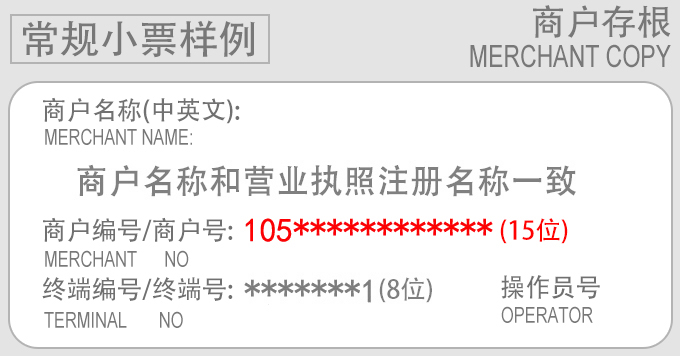 常规小票样例
商户存根
MERCHANT COPY
商户名称(中英文):
MERCHANT NAME:
商户名称和营业执照注册名称一致
商户编号/商户号: 105************ (15位)
MERCHANT NO
终端编号/终端号: *******1(8位)
操作员号
TERMINAL NO
OPERATOR